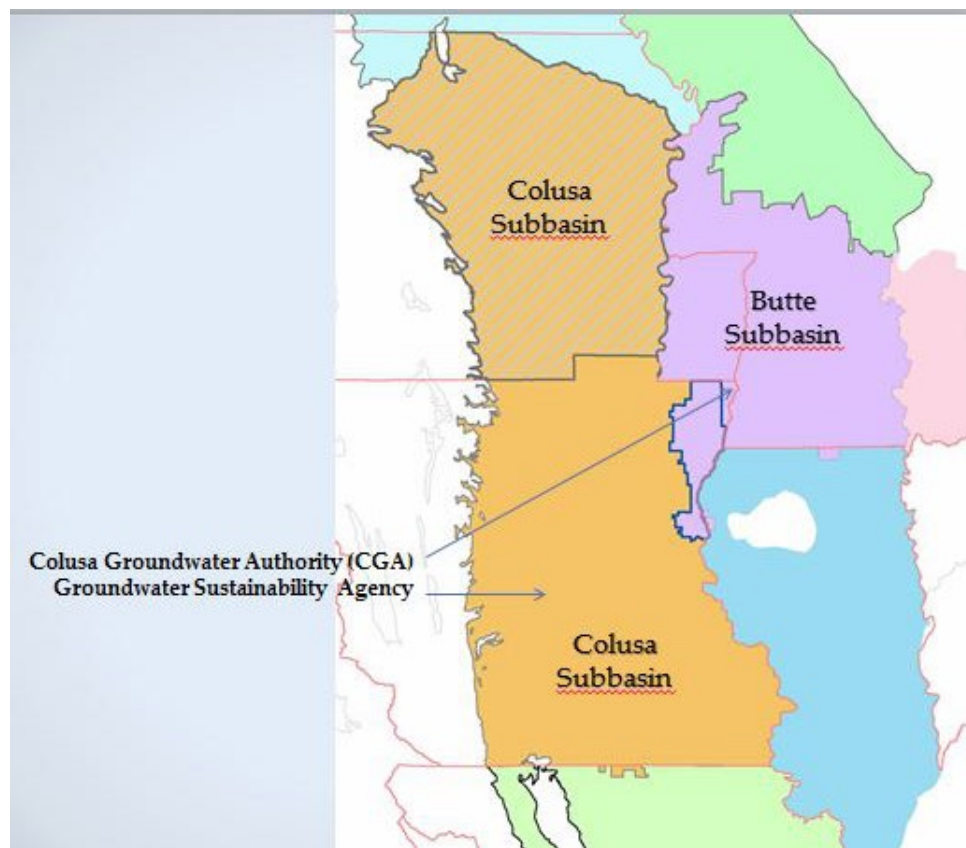 Colusa
Subbasin
Butte
Subbasin
Colusa Groundwater Authority (CGA)
Groundwater Sustainability Agency
Colusa
Subbasin